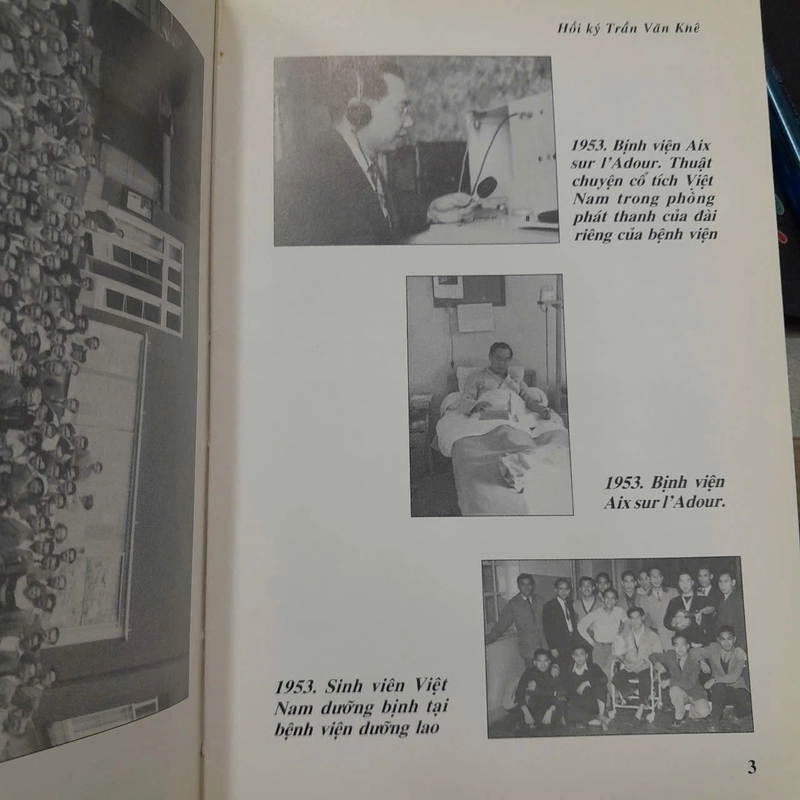 Hồi ký Trần Văn Khê
1953. Bịnh viện Aix
sur l'Adour. Thuật
chuyện cổ tích Việt
Nam trong phòng
phát thanh của đài
riêng của bệnh viện
1953. Bịnh viện
Aix sur l'Adour.
1953. Sinh viên Việt
Nam dưỡng bịnh tại
bệnh viện dưỡng lao
3